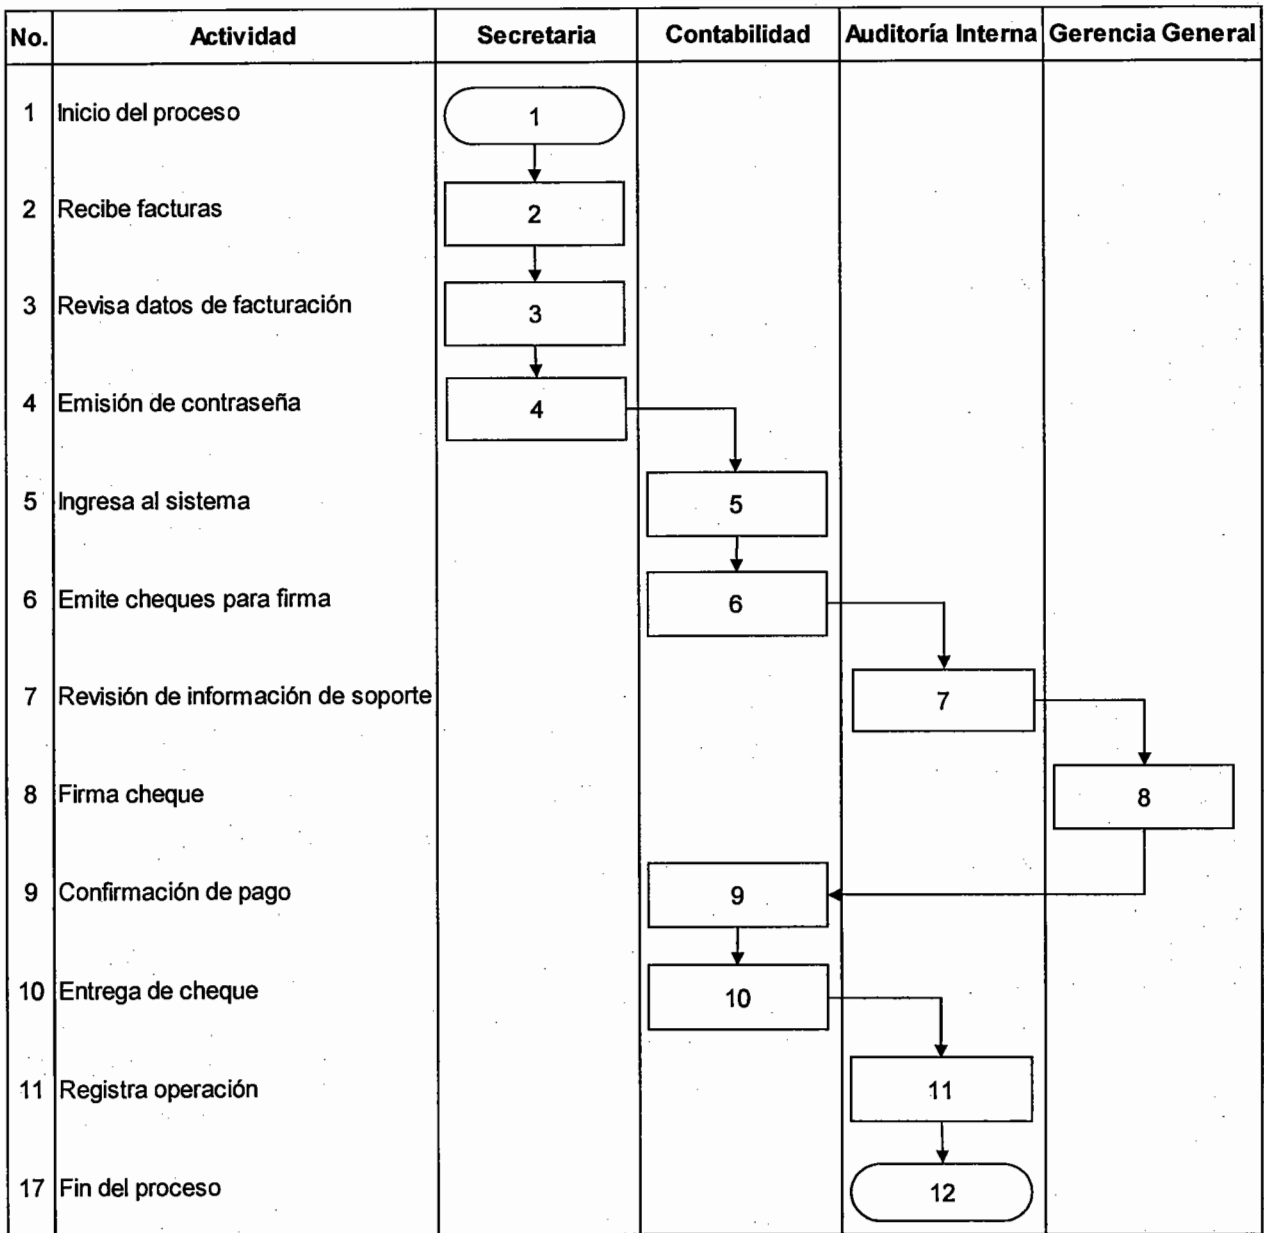 No. Actividad Secretaria Contabilidad Auditoría Interna Gerencia General
1 Inicio del proceso 1
2 Recibe facturas 2
3 Revisa datos de facturación 3
4 Emisión de contraseña 4
5 Ingresa al sistema 5
6 Emite cheques para firma 6
7 Revisión de información de soporte 7
8 Firma cheque 8
9 Confirmación de pago 9
10 Entrega de cheque 10
11 Registra operación 11
17 Fin del proceso 12